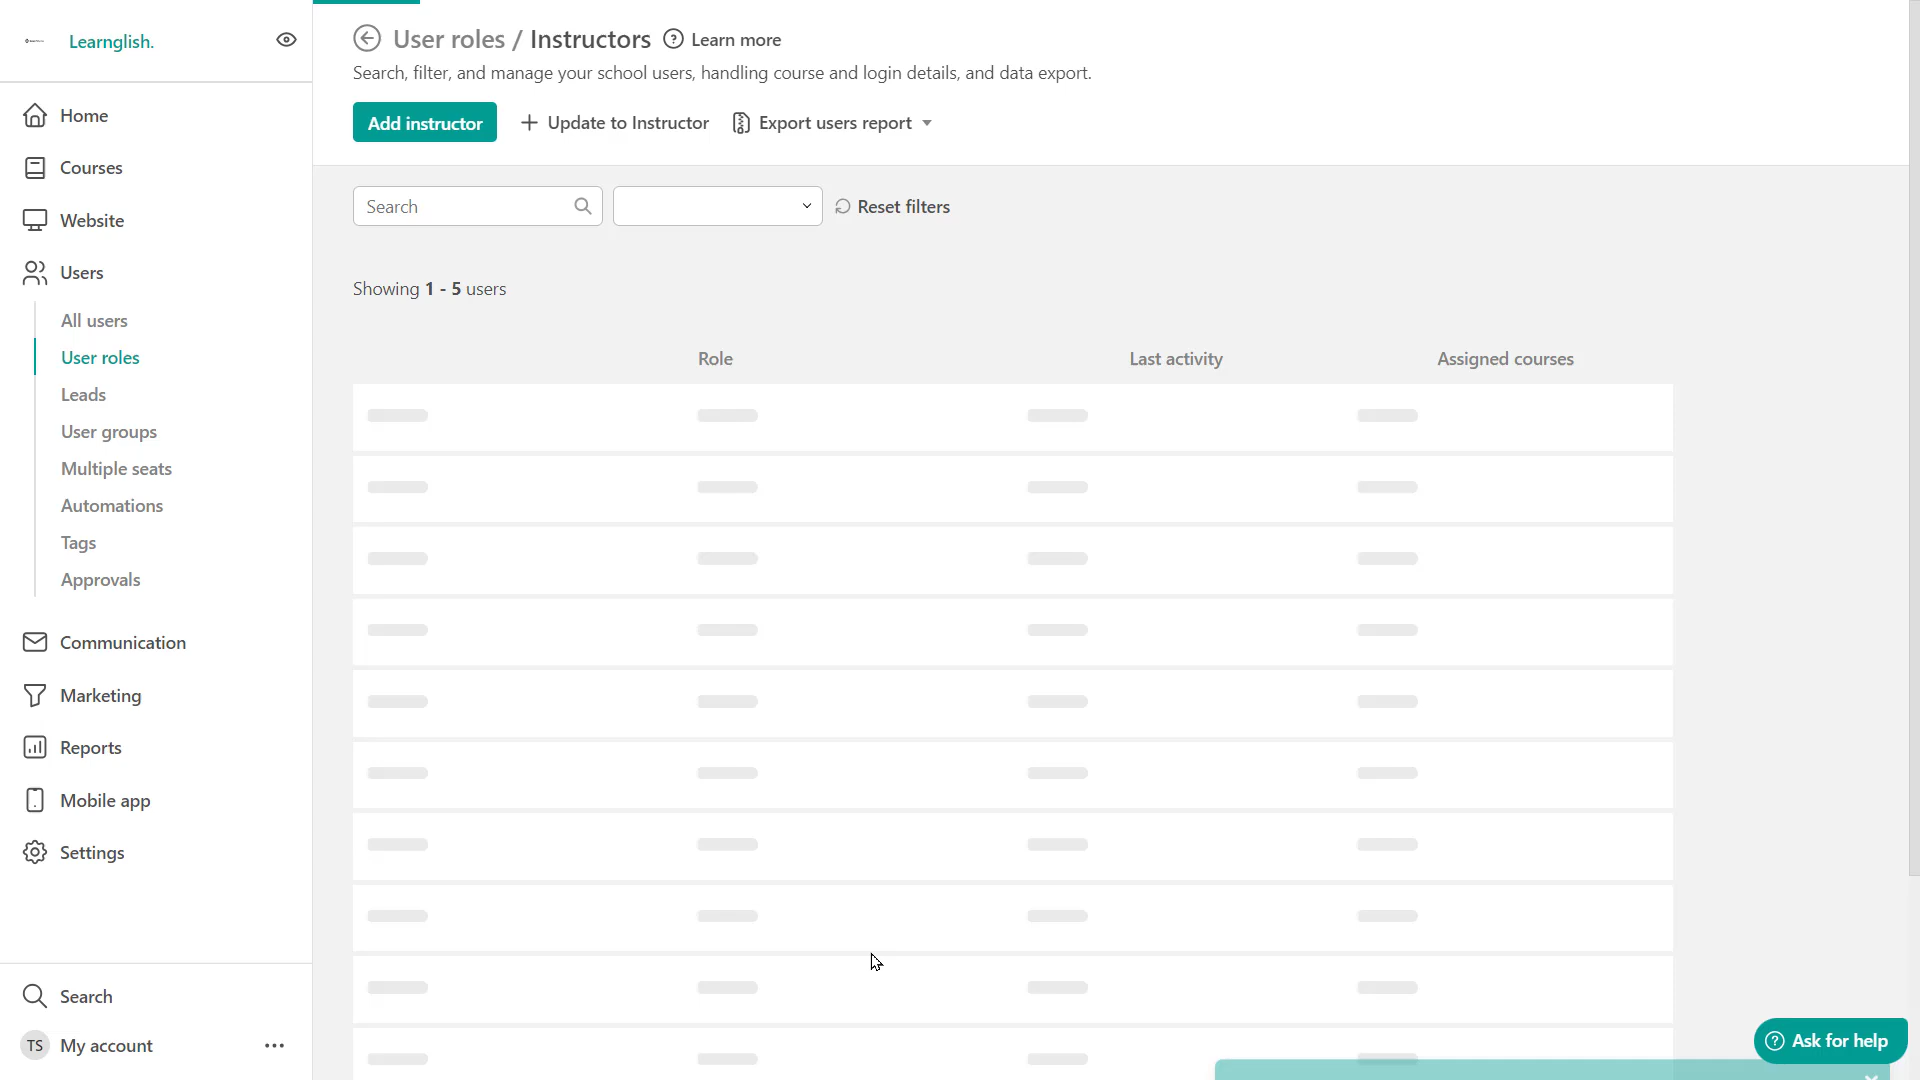 Learnglish.
Home
Courses
Website
Users
All users
User roles
Leads
User groups
Multiple seats
Automations
Tags
Approvals
Communication
Marketing
Reports
Mobile app
Settings
Search
TS My account
User roles / Instructors Learn more
Search, filter, and manage your school users, handling course and login details, and data export.
Add instructor Update to Instructor Export users report
Search Reset filters
Showing 1 - 5 users
Role Last activity Assigned courses
Ask for help